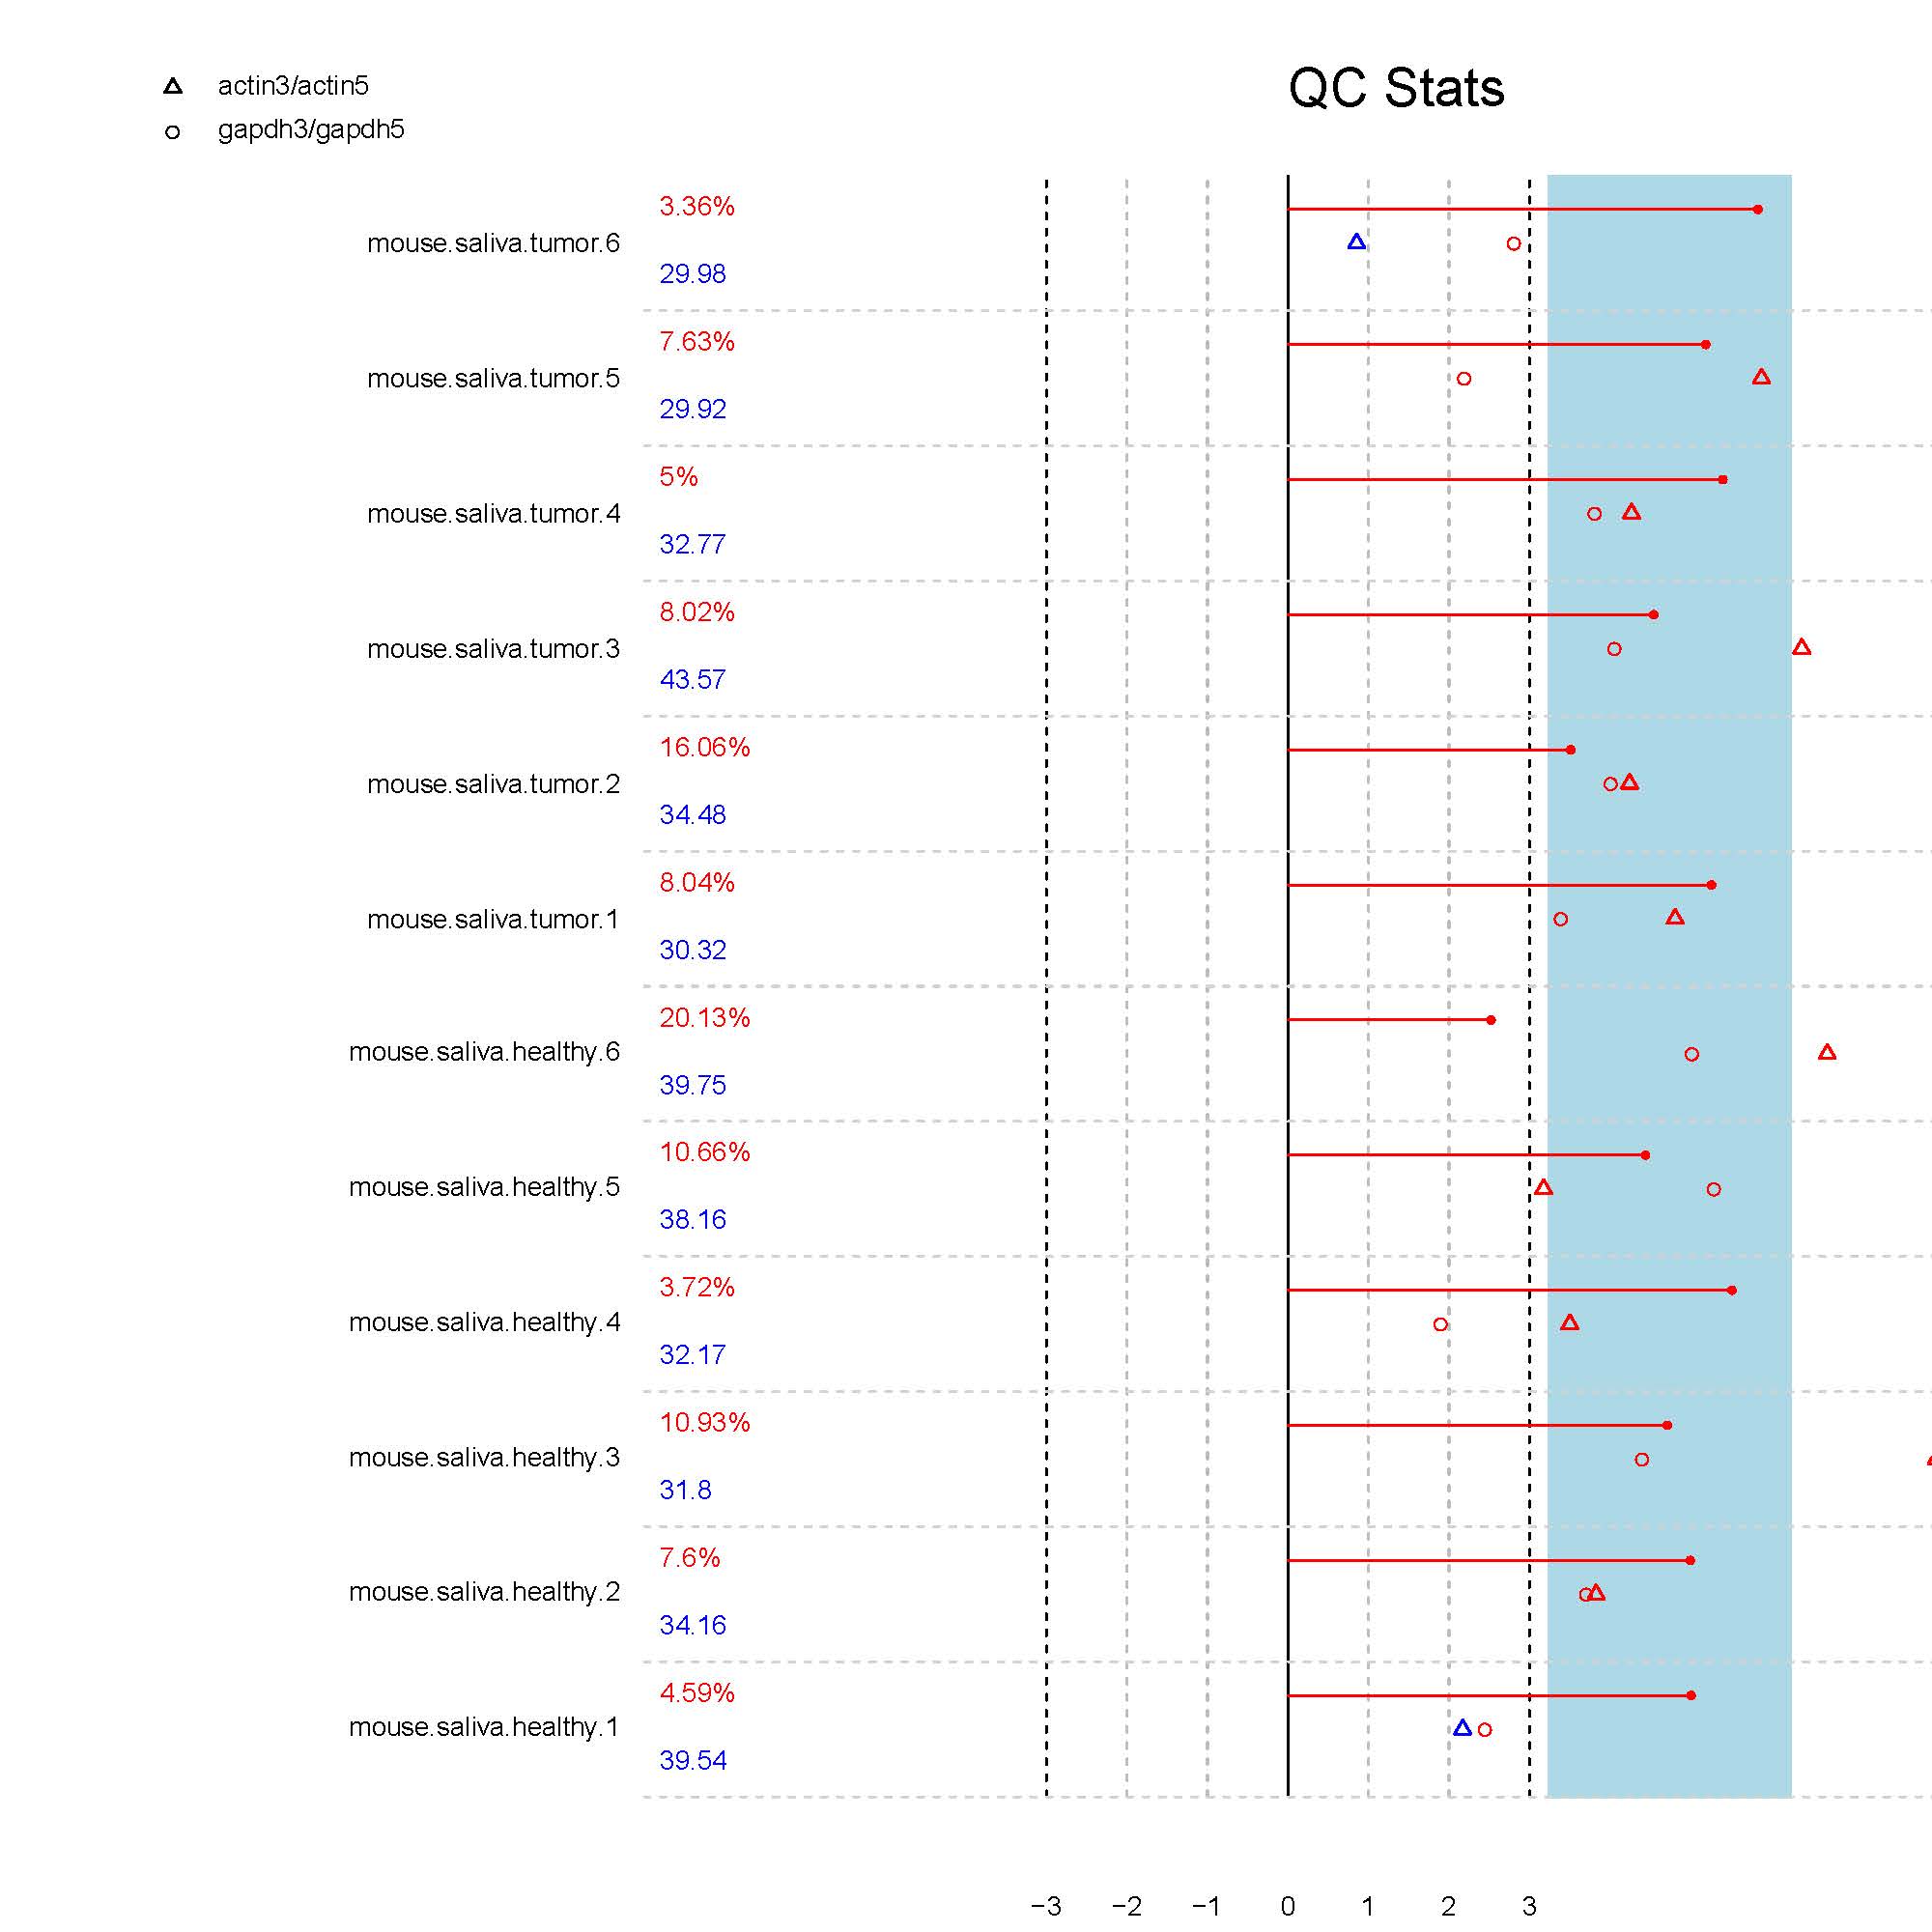 QC Stats
actin3/actin5
gapdh3/gapdh5
3.36%
mouse.saliva.tumor.6
29.98
7.63%
mouse.saliva.tumor.5
29.92
5%
mouse.saliva.tumor.4
32.77
8.02%
mouse.saliva.tumor.3
43.57
16.06%
mouse.saliva.tumor.2
34.48
8.04%
mouse.saliva.tumor.1
30.32
20.13%
mouse.saliva.healthy.6
39.75
10.66%
mouse.saliva.healthy.5
38.16
3.72%
mouse.saliva.healthy.4
32.17
10.93%
mouse.saliva.healthy.3
31.8
7.6%
mouse.saliva.healthy.2
34.16
4.59%
mouse.saliva.healthy.1
39.54
−3 −2 −1 0 1 2 3